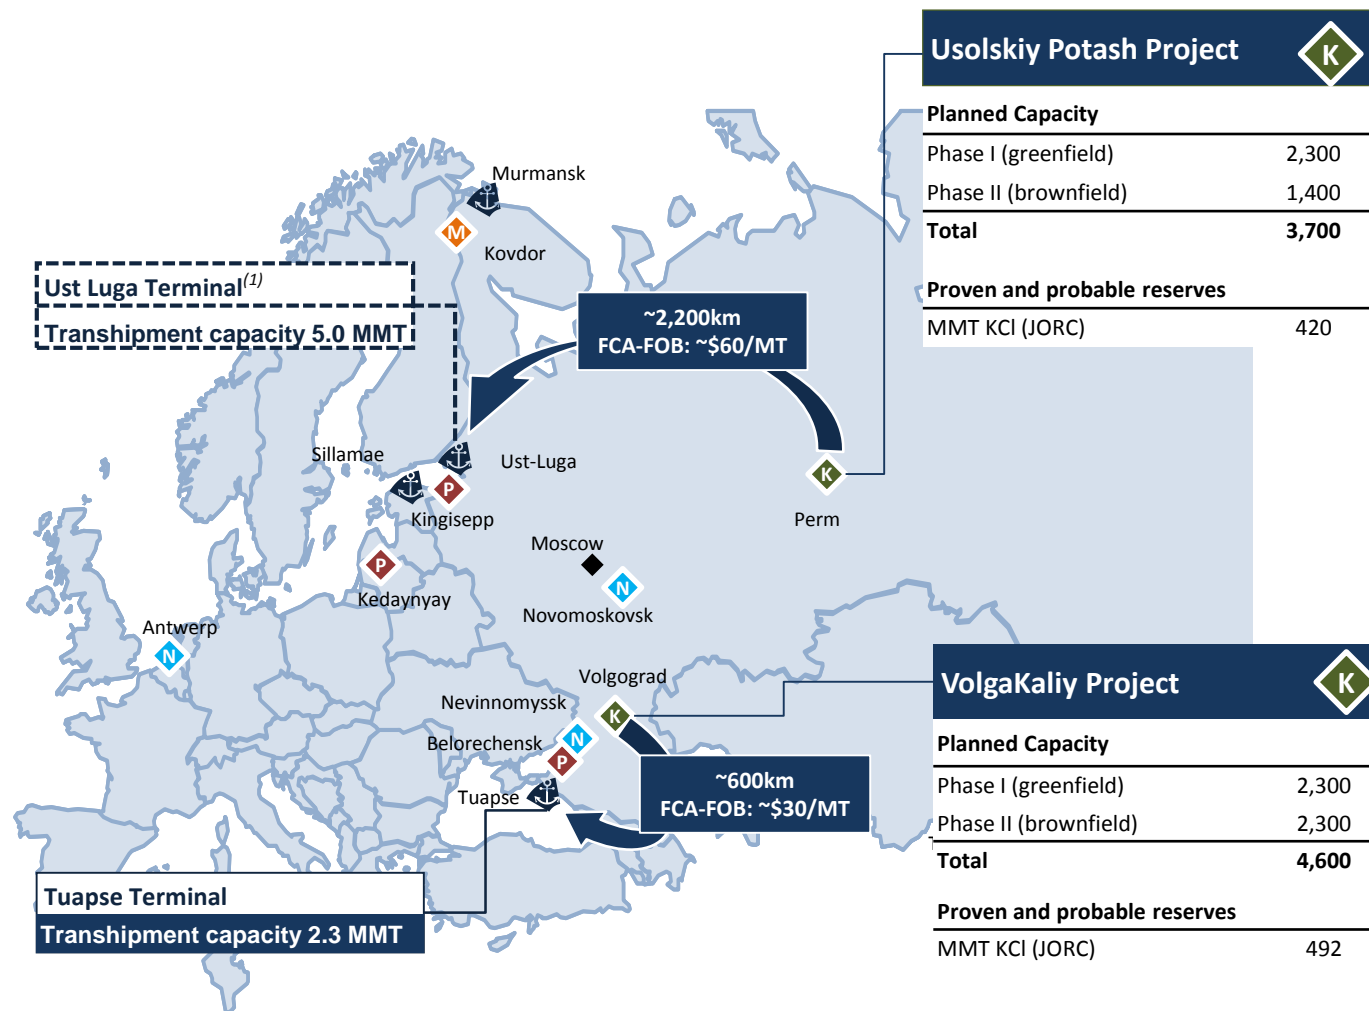 Usolskiy Potash Project
K
Planned Capacity
Phase I (greenfield) 2,300
Phase II (brownfield) 1,400
Total 3,700
Proven and probable reserves
MMT KCl (JORC) 420
Murmansk
M
Kovdor
Ust Luga Terminal(1)
Transhipment capacity 5.0 MMT
~2,200km
FCA-FOB: ~$60/MT
Sillamae
Ust-Luga
P
Kingisepp
K
Perm
Moscow
P
Kedaynyay
N
Novomoskovsk
Antwerp
N
Volgograd
K
Nevinnomyssk
N
Belorechensk
P
Tuapse
~600km
FCA-FOB: ~$30/MT
Tuapse Terminal
Transhipment capacity 2.3 MMT
VolgaKaliy Project
K
Planned Capacity
Phase I (greenfield) 2,300
Phase II (brownfield) 2,300
Total 4,600
Proven and probable reserves
MMT KCl (JORC) 492